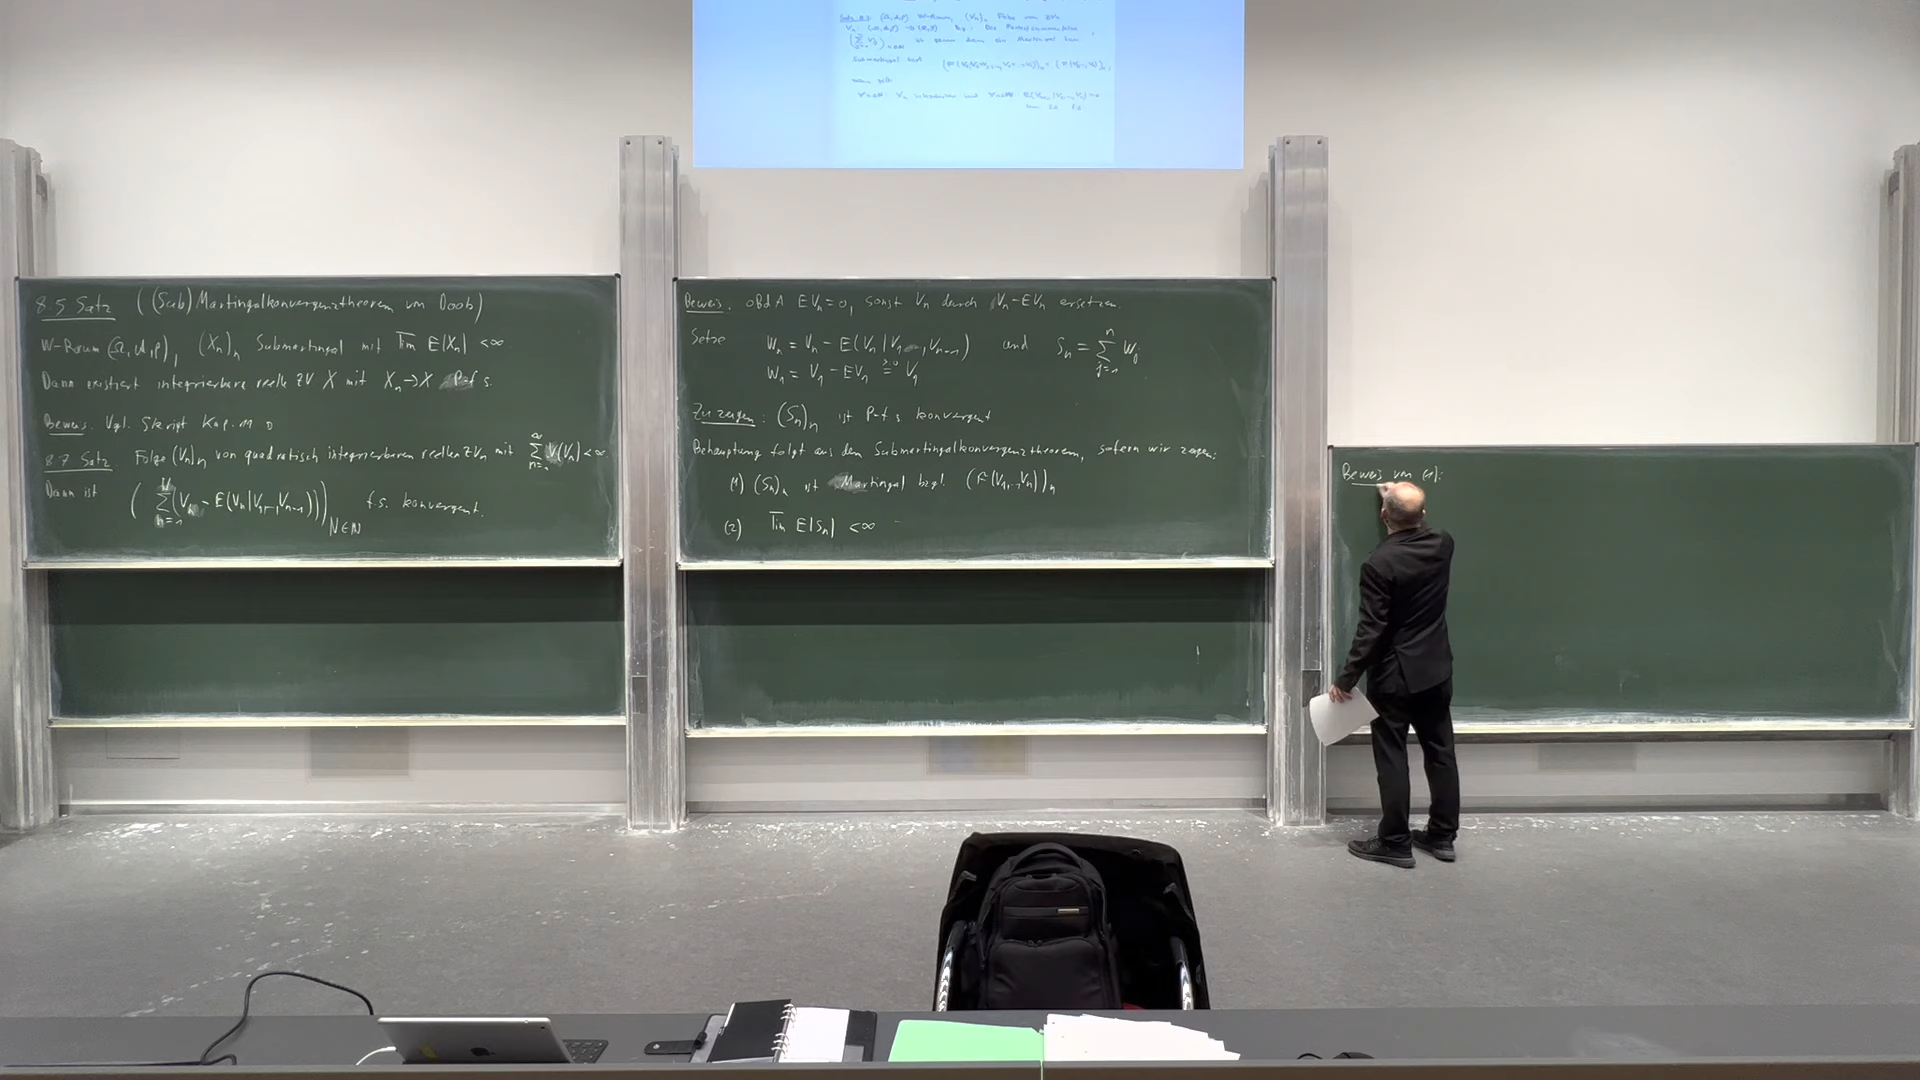 8.5 Satz ((Sub)Martingalkonvergenztheorem von Doob)
W-Raum (Ω, A, P), (Xₙ)ₙ Submartingal mit lim̅ E|Xₙ| < ∞
Dann existiert integrierbare reelle ZV X mit Xₙ → X P-f.s.
Beweis. Vgl. Skript Kap. 11 □
8.7 Satz Folge (Vₙ)ₙ von quadratisch integrierbaren reellen ZVn mit ∑_{n=1}^∞ V(Vₙ) < ∞.
Dann ist ( ∑_{n=1}^N (Vₙ - E(Vₙ|V₁,…,Vₙ₋₁)) )_{N∈ℕ} f.s. konvergent.
Beweis. oBdA EVₙ = 0, sonst Vₙ durch Vₙ - EVₙ ersetzen.
Setze Wₙ = Vₙ - E(Vₙ|V₁,…,Vₙ₋₁) und Sₙ = ∑_{j=1}^n Wⱼ
W₁ = V₁ - EV₁ = V₁
Zu zeigen: (Sₙ)ₙ ist P-f.s. konvergent
Behauptung folgt aus dem Submartingalkonvergenztheorem, sofern wir zeigen:
(1) (Sₙ)ₙ ist Martingal bzgl. (F(V₁,…,Vₙ))ₙ
(2) lim̅ E|Sₙ| < ∞
Beweis von (1):